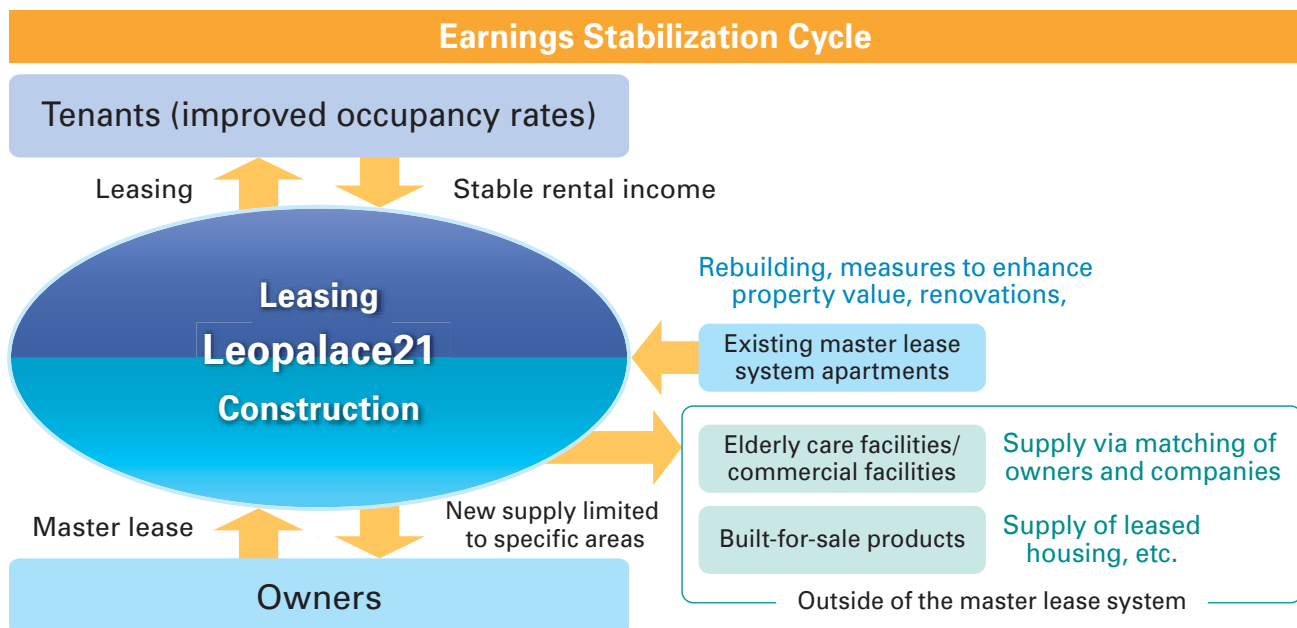 Earnings Stabilization Cycle
Tenants (improved occupancy rates)
Leasing
Stable rental income
Leasing
Leopalace21
Construction
Rebuilding, measures to enhance
property value, renovations,
Existing master lease
system apartments
Elderly care facilities/
commercial facilities
Supply via matching of
owners and companies
Built-for-sale products
Supply of leased
housing, etc.
Outside of the master lease system
Master lease
New supply limited
to specific areas
Owners